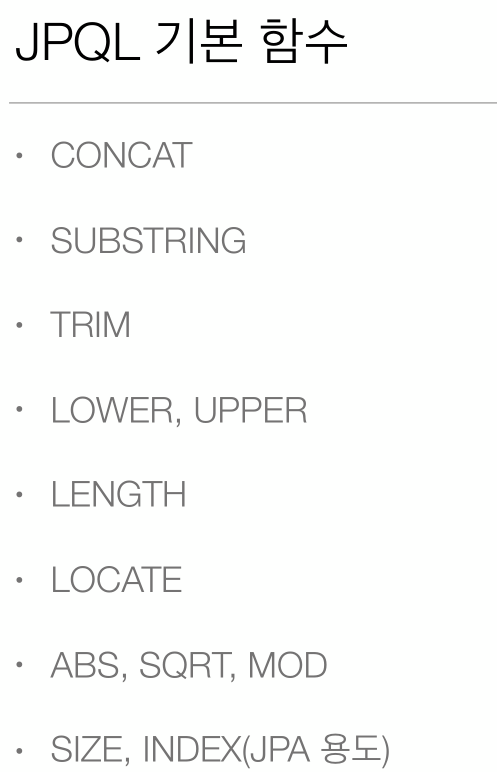 JPQL 기본 함수
• CONCAT
• SUBSTRING
• TRIM
• LOWER, UPPER
• LENGTH
• LOCATE
• ABS, SQRT, MOD
• SIZE, INDEX(JPA 용도)